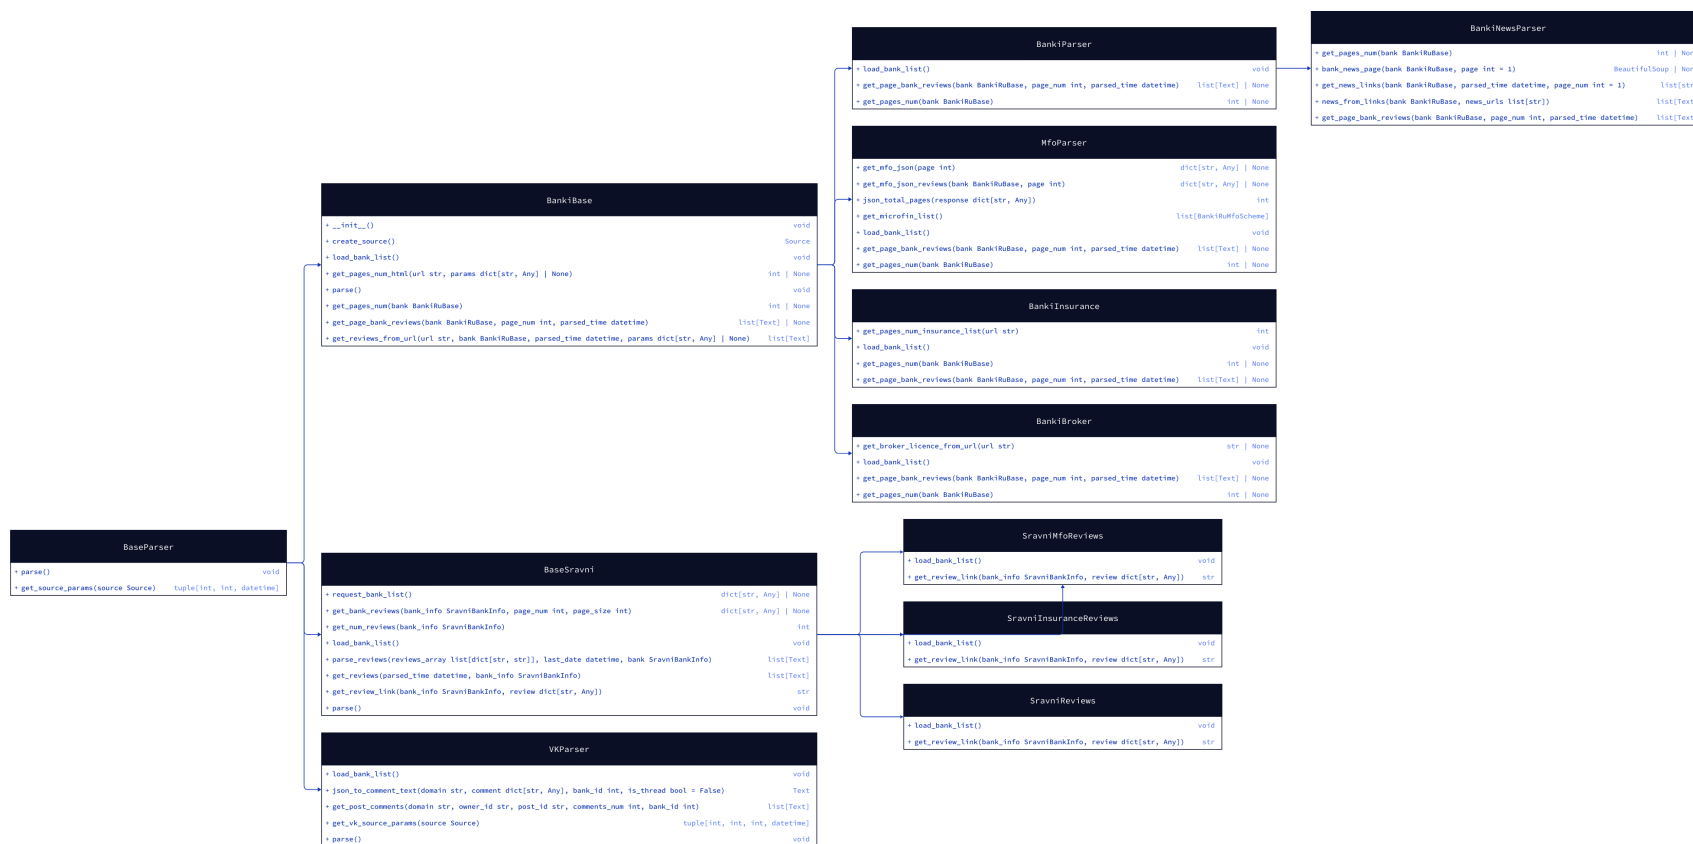 BaseParser
+ parse() void
+ get_source_params(source Source) tuple[int, int, datetime]
BankiBase
+ __init__() void
+ create_source() Source
+ load_bank_list() void
+ get_pages_num_html(url str, params dict[str, Any] | None) int | None
+ parse() void
+ get_pages_num(bank BankiRuBase) int | None
+ get_page_bank_reviews(bank BankiRuBase, page_num int, parsed_time datetime) list[Text] | None
+ get_reviews_from_url(url str, bank BankiRuBase, parsed_time datetime, params dict[str, Any] | None) list[Text]
BaseSravni
+ request_bank_list() dict[str, Any] | None
+ get_bank_reviews(bank_info SravniBankInfo, page_num int, page_size int) dict[str, Any] | None
+ get_num_reviews(bank_info SravniBankInfo) int
+ load_bank_list() void
+ parse_reviews(reviews_array list[dict[str, str]], last_date datetime, bank SravniBankInfo) list[Text]
+ get_reviews(parsed_time datetime, bank_info SravniBankInfo) list[Text]
+ get_review_link(bank_info SravniBankInfo, review dict[str, Any]) str
+ parse() void
VKParser
+ load_bank_list() void
+ json_to_comment_text(domain str, comment dict[str, Any], bank_id int, is_thread bool = False) Text
+ get_post_comments(domain str, owner_id str, post_id str, comments_num int, bank_id int) list[Text]
+ get_vk_source_params(source Source) tuple[int, int, int, datetime]
+ parse() void
BankiParser
+ load_bank_list() void
+ get_page_bank_reviews(bank BankiRuBase, page_num int, parsed_time datetime) list[Text] | None
+ get_pages_num(bank BankiRuBase) int | None
MfoParser
+ get_mfo_json(page int) dict[str, Any] | None
+ get_mfo_json_reviews(bank BankiRuBase, page int) dict[str, Any] | None
+ json_total_pages(response dict[str, Any]) int
+ get_microfin_list() list[BankiRuMfoScheme]
+ load_bank_list() void
+ get_page_bank_reviews(bank BankiRuBase, page_num int, parsed_time datetime) list[Text] | None
+ get_pages_num(bank BankiRuBase) int | None
BankiInsurance
+ get_pages_num_insurance_list(url str) int
+ load_bank_list() void
+ get_pages_num(bank BankiRuBase) int | None
+ get_page_bank_reviews(bank BankiRuBase, page_num int, parsed_time datetime) list[Text] | None
BankiBroker
+ get_broker_licence_from_url(url str) str | None
+ load_bank_list() void
+ get_page_bank_reviews(bank BankiRuBase, page_num int, parsed_time datetime) list[Text] | None
+ get_pages_num(bank BankiRuBase) int | None
SravniMfoReviews
+ load_bank_list() void
+ get_review_link(bank_info SravniBankInfo, review dict[str, Any]) str
SravniInsuranceReviews
+ load_bank_list() void
+ get_review_link(bank_info SravniBankInfo, review dict[str, Any]) str
SravniReviews
+ load_bank_list() void
+ get_review_link(bank_info SravniBankInfo, review dict[str, Any]) str
BankiNewsParser
+ get_pages_num(bank BankiRuBase) int | Non
+ bank_news_page(bank BankiRuBase, page int = 1) BeautifulSoup | Non
+ get_news_links(bank BankiRuBase, parsed_time datetime, page_num int = 1) list[str
+ news_from_links(bank BankiRuBase, news_urls list[str]) list[Text
+ get_page_bank_reviews(bank BankiRuBase, page_num int, parsed_time datetime) list[Text